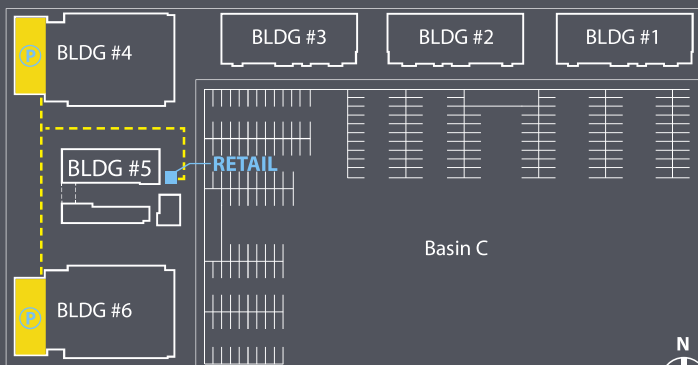 BLDG #4
BLDG #3
BLDG #2
BLDG #1
P
BLDG #5
RETAIL
Basin C
BLDG #6
P
N